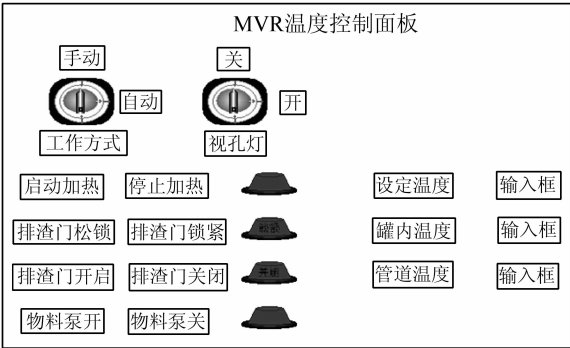 MVR温度控制面板
手动 关
自动 开
工作方式 视孔灯
启动加热 停止加热 设定温度 输入框
排渣门松锁 排渣门锁紧 松紧 罐内温度 输入框
排渣门开启 排渣门关闭 开闭 管道温度 输入框
物料泵开 物料泵关